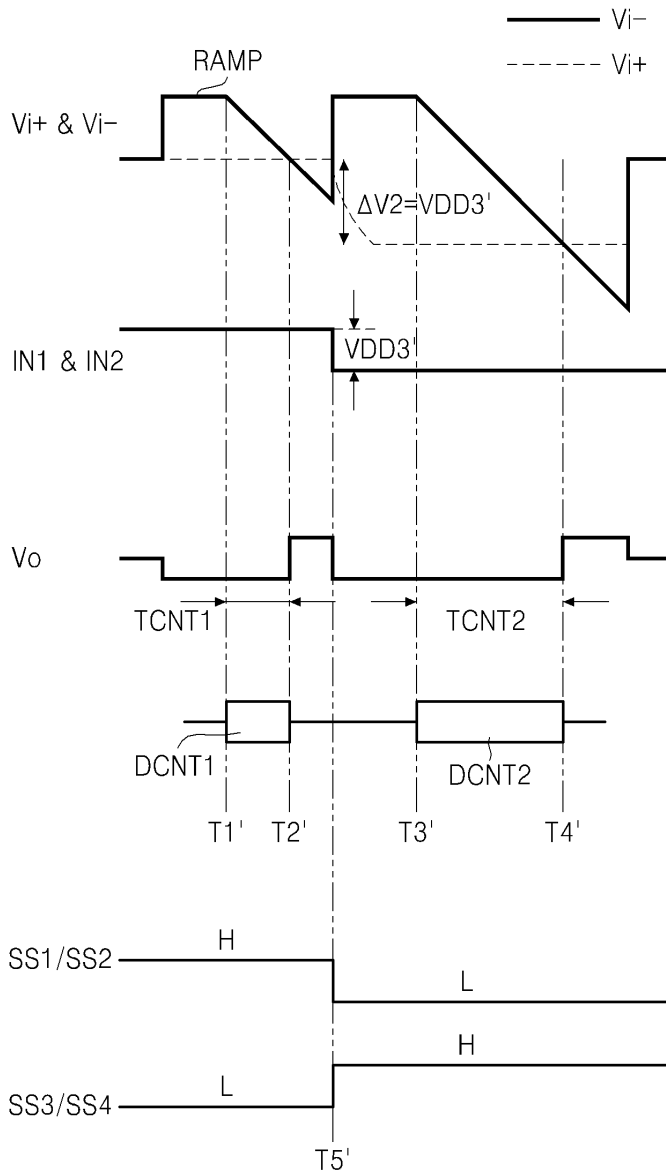 Vi−
RAMP
Vi+
Vi+ & Vi−
ΔV2=VDD3'
IN1 & IN2
VDD3'
Vo
TCNT1
TCNT2
DCNT1
DCNT2
T1'
T2'
T3'
T4'
H
SS1/SS2
L
H
L
SS3/SS4
T5'